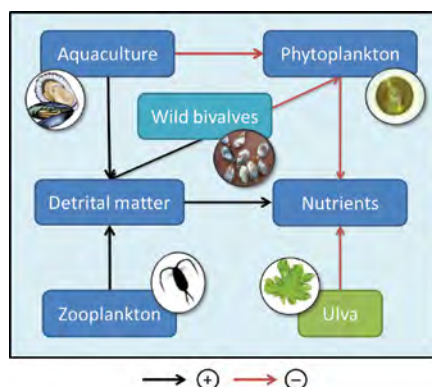 Aquaculture
Phytoplankton
Wild bivalves
Detrital matter
Nutrients
Zooplankton
Ulva
+ −